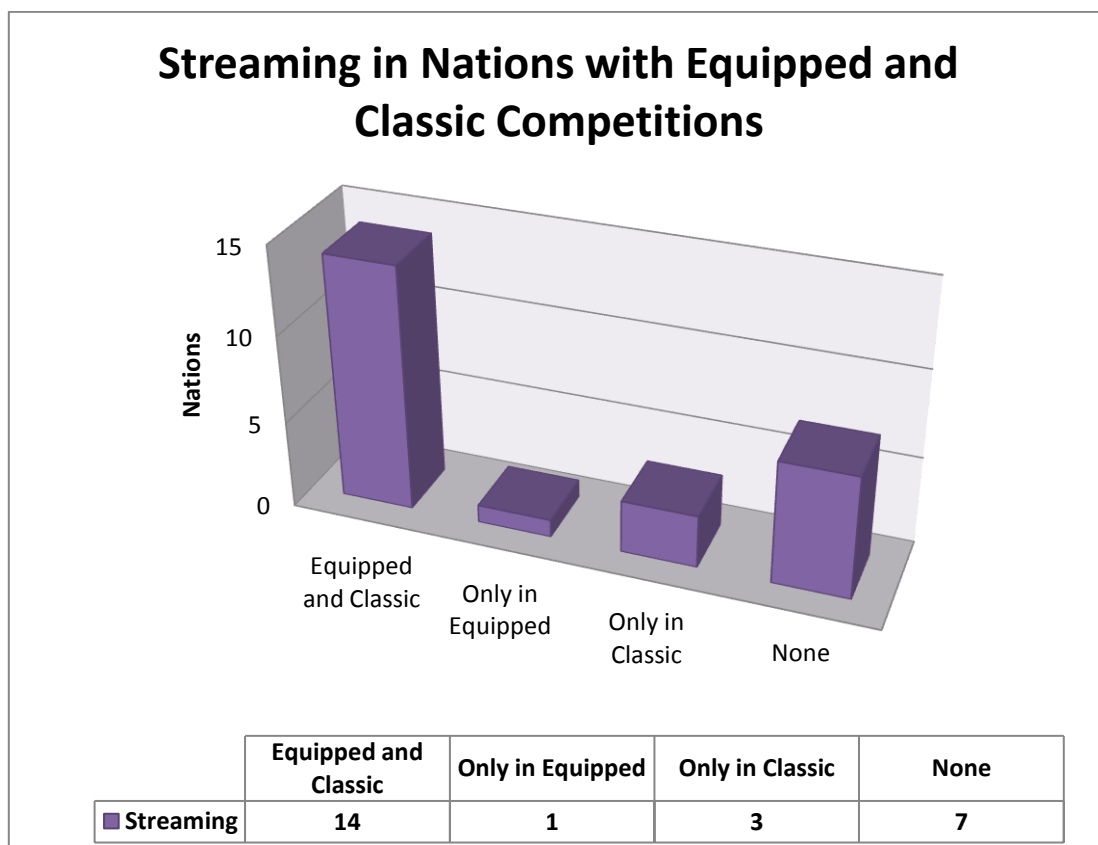 Streaming in Nations with Equipped and
Classic Competitions
15
10
5
0
Nations
Equipped
and Classic
Only in
Equipped
Only in
Classic
None
Equipped and
Classic
Only in Equipped
Only in Classic
None
Streaming
14
1
3
7